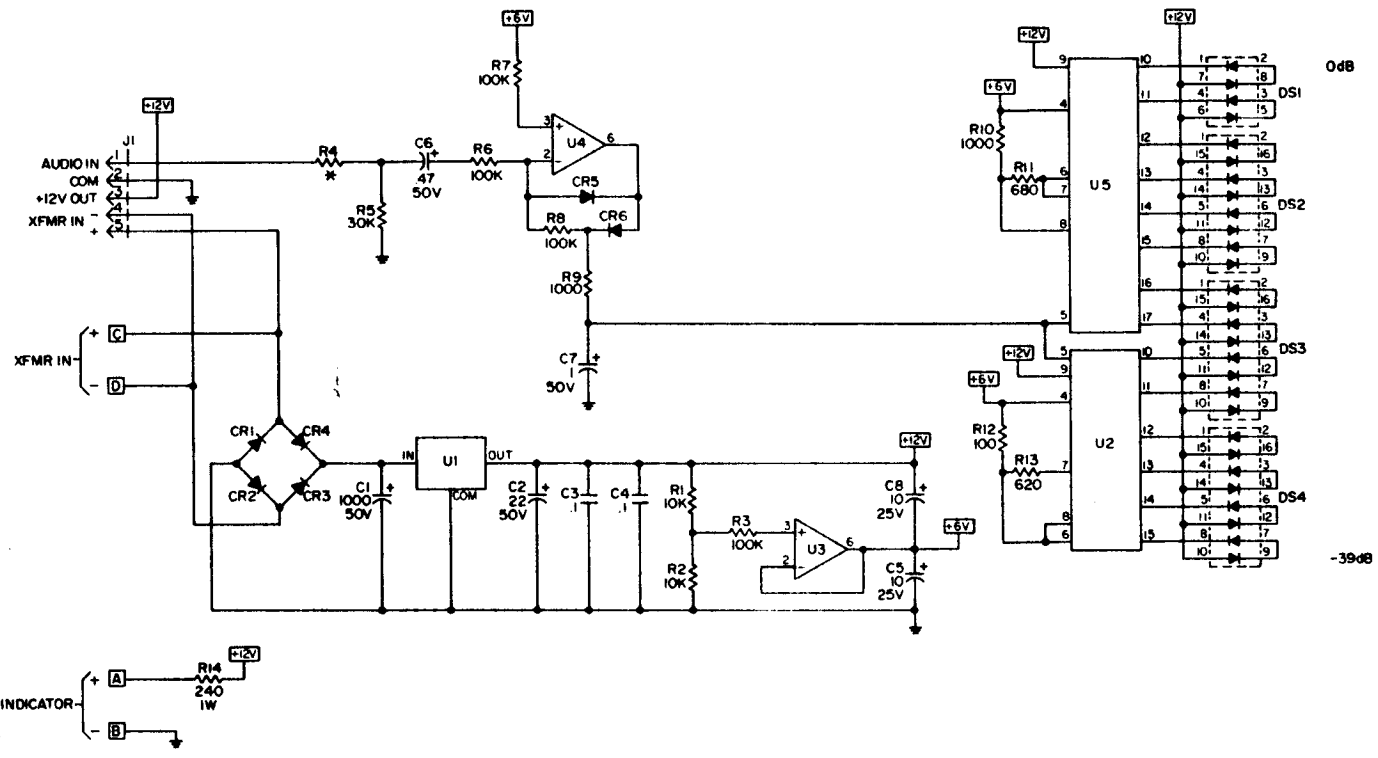 +6V
R7
100K
3
+
U4
6
2
-
+12V
J1
AUDIO IN 1
COM 2
+12V OUT 3
XFMR IN - 4
+ 5
R4
*
R5
30K
C6
+
47
50V
R6
100K
CR5
R8
100K
CR6
R9
1000
C7
+
1
50V
XFMR IN
+ C
- D
CR1
CR4
CR2
CR3
C1
+
1000
50V
IN
U1
OUT
COM
C2
+
22
50V
C3
.1
C4
.1
R1
10K
R2
10K
R3
100K
3
+
U3
6
2
-
+12V
C8
+
10
25V
+6V
C5
+
10
25V
INDICATOR
+ A
- B
R14
240
1W
+12V
+12V
9
+6V
4
R10
1000
R11
680
6
7
8
5
U5
10
11
12
13
14
15
16
17
+12V
5
9
+6V
4
R12
100
R13
620
7
8
6
U2
10
11
12
13
14
15
+12V
0dB
1 2
7 8
4 3
6 5
DS1
1 2
15 16
4 3
14 13
5 6
11 12
8 7
10 9
DS2
1 2
15 16
4 3
14 13
5 6
11 12
8 7
10 9
DS3
1 2
15 16
4 3
14 13
5 6
11 12
8 7
10 9
DS4
-39dB